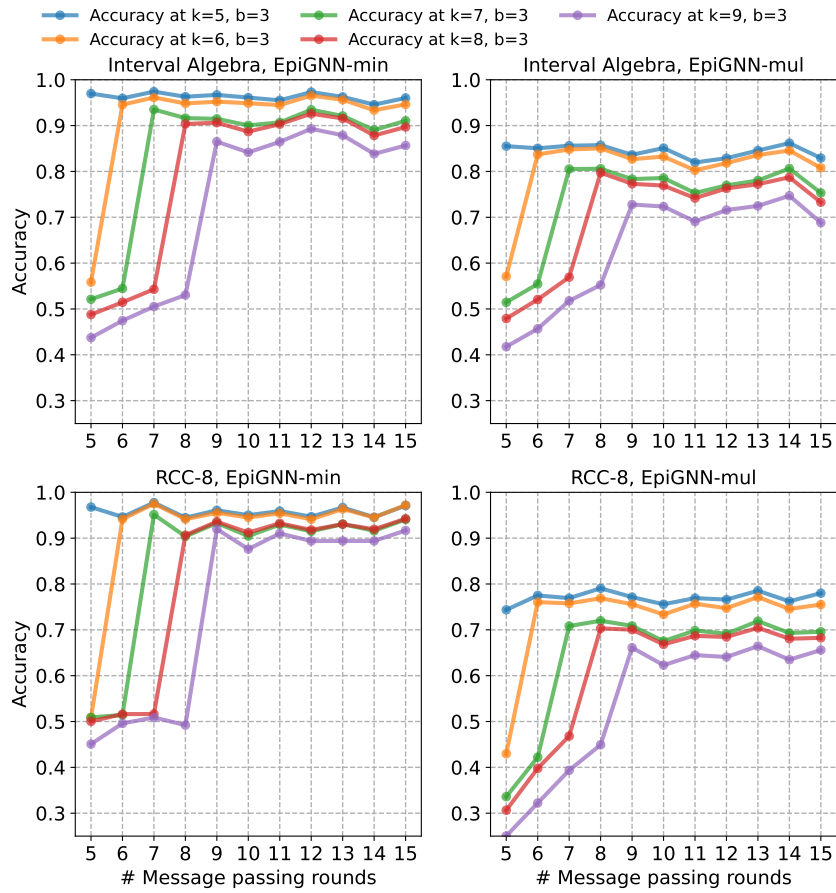 Accuracy at k=5, b=3 Accuracy at k=7, b=3 Accuracy at k=9, b=3
Accuracy at k=6, b=3 Accuracy at k=8, b=3
Interval Algebra, EpiGNN-min Interval Algebra, EpiGNN-mul
1.0 1.0
0.9 0.9
0.8 0.8
0.7 0.7
Accuracy
0.6 0.6
0.5 0.5
0.4 0.4
0.3 0.3
5 6 7 8 9 10 11 12 13 14 15 5 6 7 8 9 10 11 12 13 14 15
RCC-8, EpiGNN-min RCC-8, EpiGNN-mul
1.0 1.0
0.9 0.9
0.8 0.8
0.7 0.7
Accuracy
0.6 0.6
0.5 0.5
0.4 0.4
0.3 0.3
5 6 7 8 9 10 11 12 13 14 15 5 6 7 8 9 10 11 12 13 14 15
# Message passing rounds # Message passing rounds